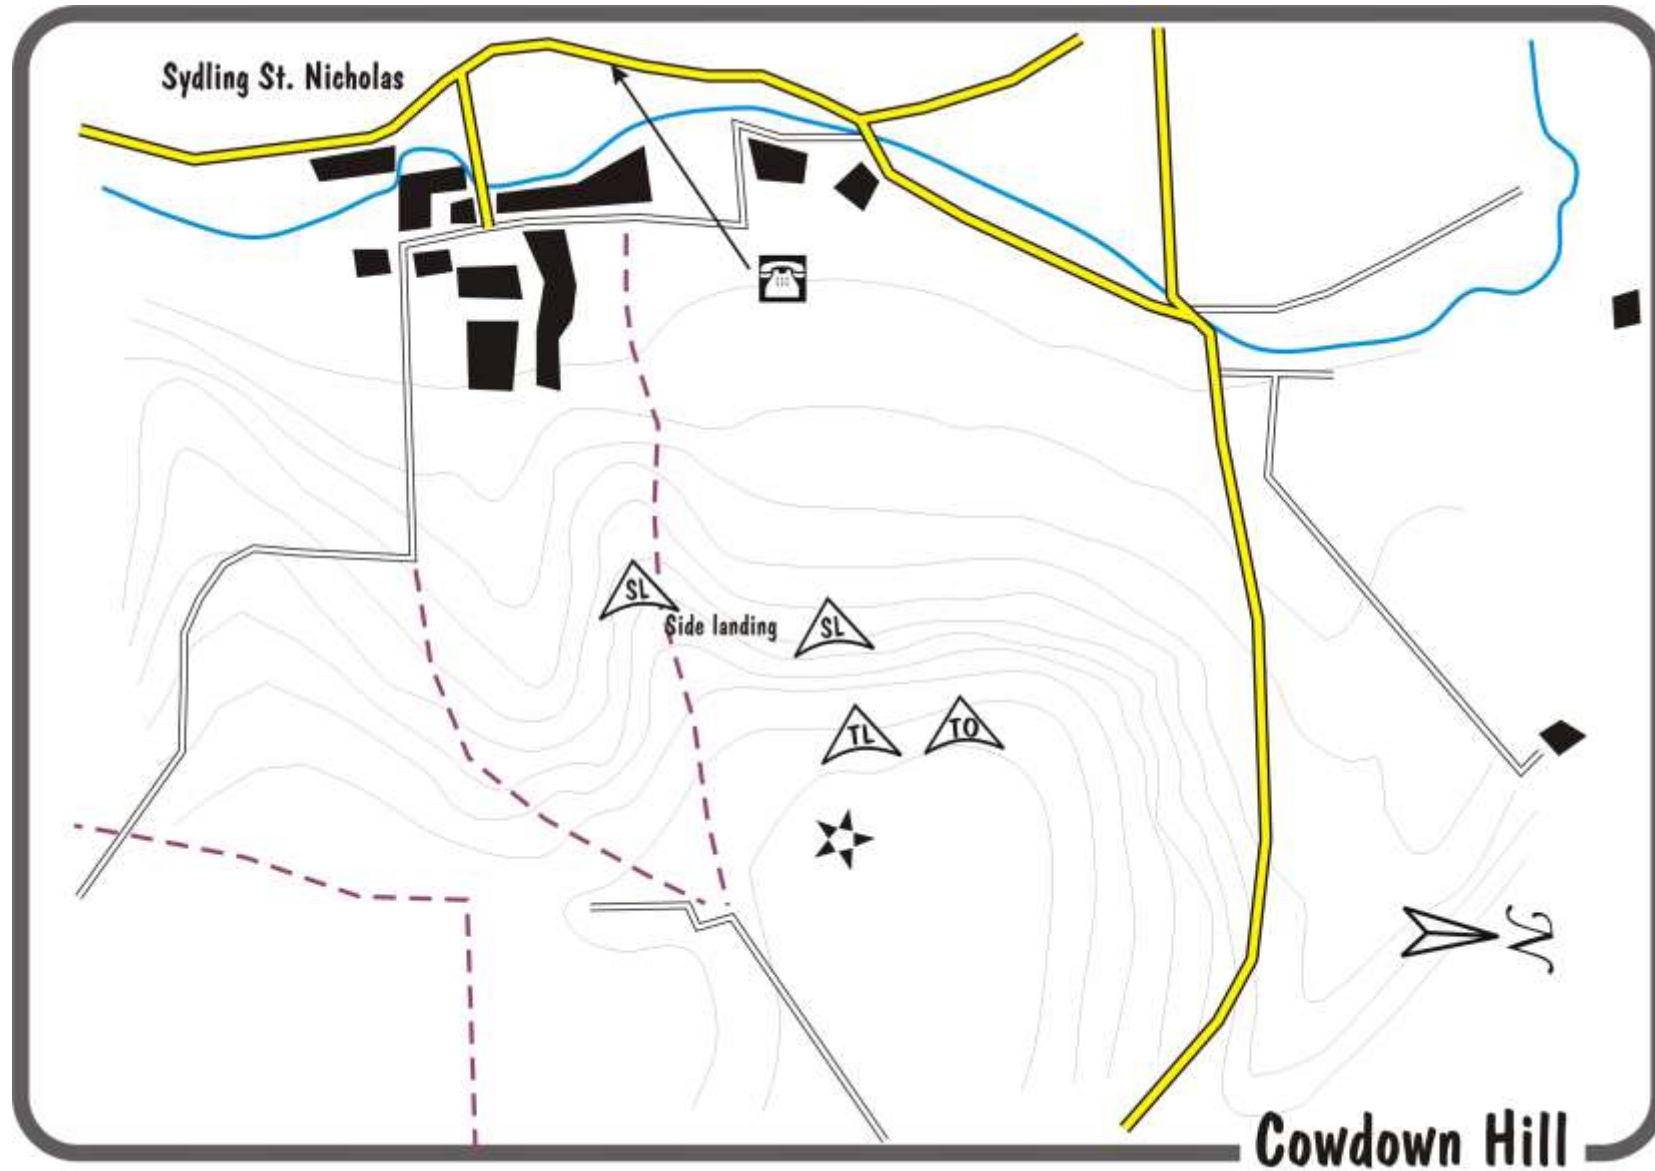 Sydling St. Nicholas
SL
Side landing
SL
TL
TO
N
Cowdown Hill